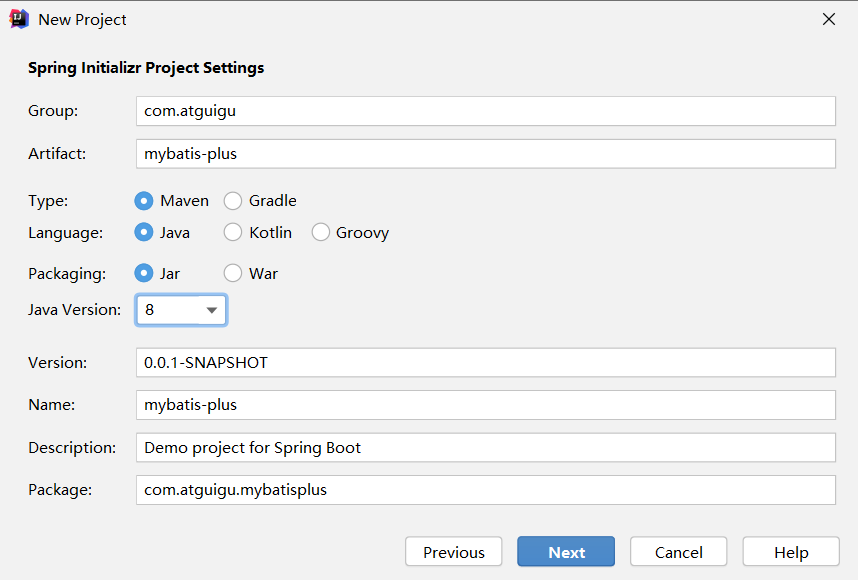 New Project
Spring Initializr Project Settings
Group: com.atguigu
Artifact: mybatis-plus
Type: Maven Gradle
Language: Java Kotlin Groovy
Packaging: Jar War
Java Version: 8
Version: 0.0.1-SNAPSHOT
Name: mybatis-plus
Description: Demo project for Spring Boot
Package: com.atguigu.mybatisplus
Previous Next Cancel Help